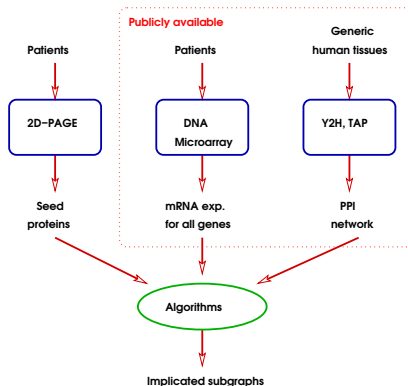 Publicly available
Patients
Patients
Generic
human tissues
2D-PAGE
DNA
Microarray
Y2H, TAP
Seed
proteins
mRNA exp.
for all genes
PPI
network
Algorithms
Implicated subgraphs